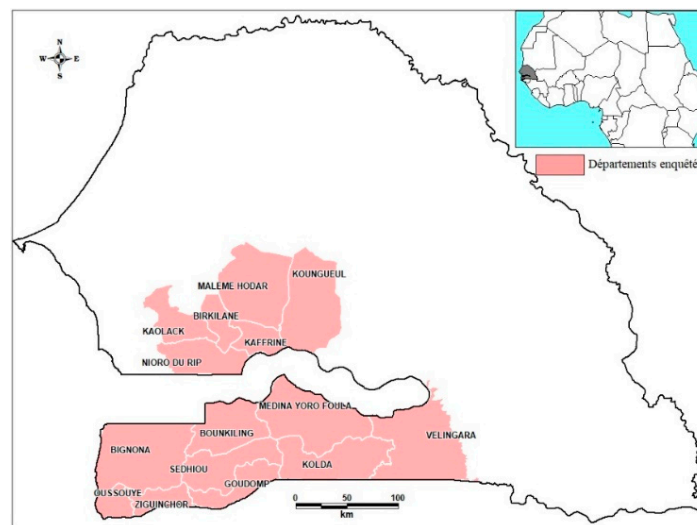 N
W E
S
Départements enquêté
KOUNGUEUL
MALEME HODAR
BIRKILANE
KAOLACK
KAFFRINE
NIORO DU RIP
MEDINA YORO FOULA
BOUNKILING
VELINGARA
BIGNONA
SEDHIOU
KOLDA
GOUDOMP
OUSSOUYE
ZIGUINCHOR
0 50 100
km